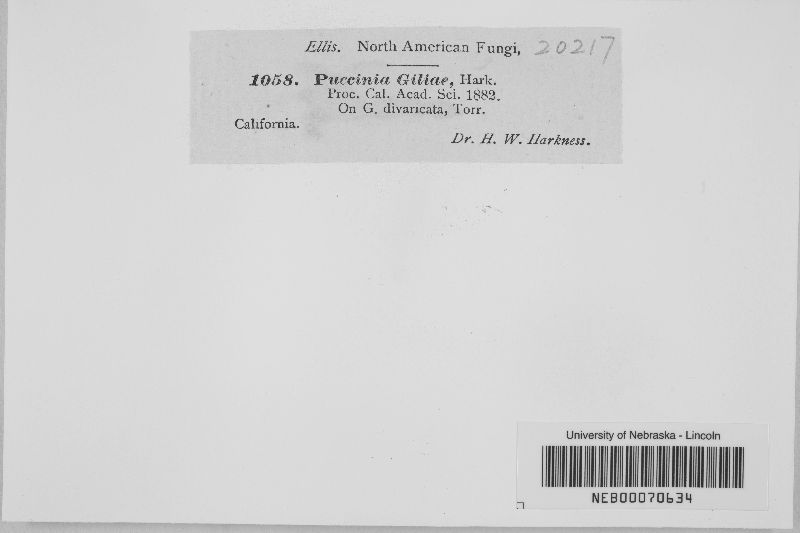 Ellis. North American Fungi, 20217
1058. Puccinia Giliae, Hark.
Proc. Cal. Acad. Sci. 1882.
On G. divaricata, Torr.
California.
Dr. H. W. Harkness.
University of Nebraska - Lincoln
NEB00070634